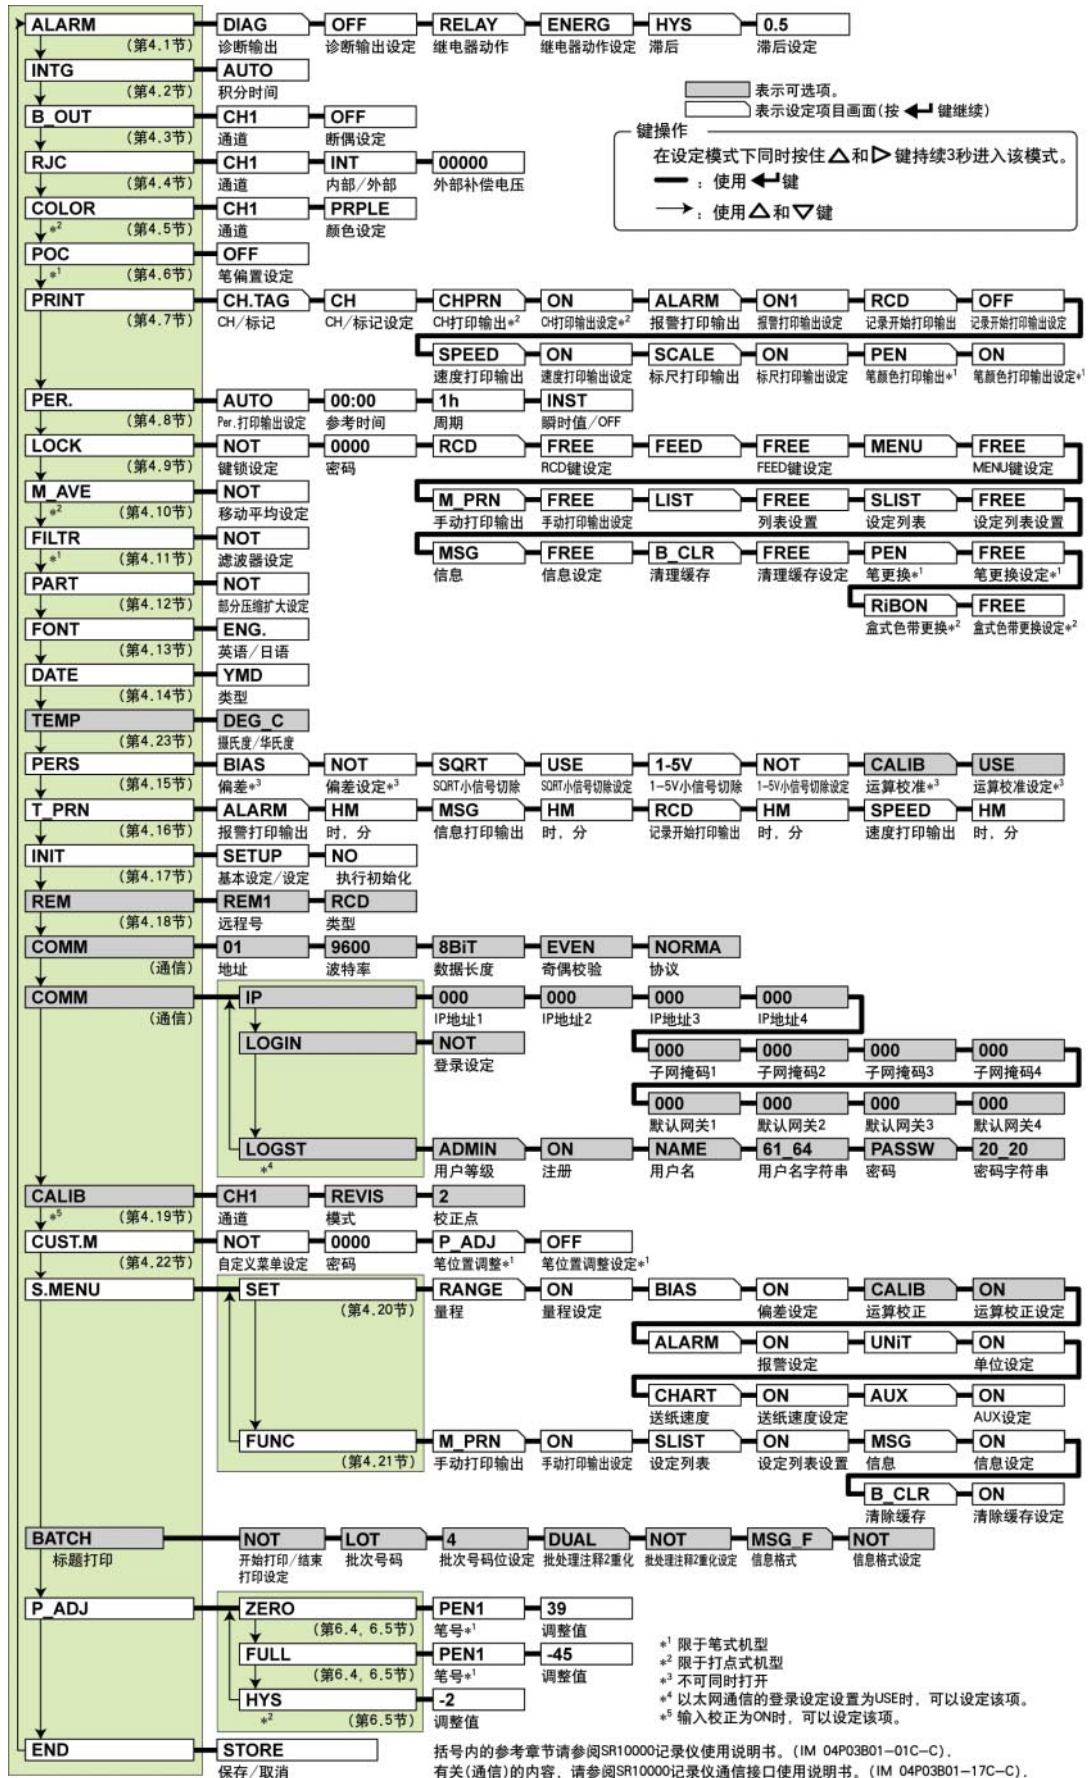 ALARM DIAG OFF RELAY ENERG HYS 0.5
(第4.1节) 诊断输出 诊断输出设定 继电器动作 继电器动作设定 滞后 滞后设定
INTG AUTO
(第4.2节) 积分时间
表示可选项。
表示设定项目画面(按 键继续)
B_OUT CH1 OFF
(第4.3节) 通道 断偶设定
键操作
在设定模式下同时按住△和▷键持续3秒进入该模式。
：使用 键
：使用△和▽键
RJC CH1 INT 00000
(第4.4节) 通道 内部/外部 外部补偿电压
COLOR CH1 PRPLE
*2 (第4.5节) 通道 颜色设定
POC OFF
*1 (第4.6节) 笔偏置设定
PRINT CH.TAG CH CHPRN ON ALARM ON1 RCD OFF
(第4.7节) CH/标记 CH/标记设定 CH打印输出*2 CH打印输出设定*2 报警打印输出 报警打印输出设定 记录开始打印输出 记录开始打印输出设定
SPEED ON SCALE ON PEN ON
速度打印输出 速度打印输出设定 标尺打印输出 标尺打印输出设定 笔颜色打印输出*1 笔颜色打印输出设定*1
PER. AUTO 00:00 1h INST
(第4.8节) Per.打印输出设定 参考时间 周期 瞬时值/OFF
LOCK NOT 0000 RCD FREE FEED FREE MENU FREE
(第4.9节) 键锁设定 密码 RCD键设定 FEED键设定 MENU键设定
M_AVE NOT M_PRN FREE LIST FREE SLIST FREE
*2 (第4.10节) 移动平均设定 手动打印输出 手动打印输出设定 列表设置 设定列表 设定列表设置
FILTR NOT MSG FREE B_CLR FREE PEN FREE
*1 (第4.11节) 滤波器设定 信息 信息设定 清理缓存 清理缓存设定 笔更换*1 笔更换设定*1
PART NOT RiBON FREE
(第4.12节) 部分压缩扩大设定 盒式色带更换*2 盒式色带更换设定*2
FONT ENG.
(第4.13节) 英语/日语
DATE YMD
(第4.14节) 类型
TEMP DEG_C
(第4.23节) 摄氏度/华氏度
PERS BIAS NOT SQRT USE 1-5V NOT CALIB USE
(第4.15节) 偏差*3 偏差设定*3 SQRT小信号切除 SQRT小信号切除设定 1-5V小信号切除 1-5V小信号切除设定 运算校准*3 运算校准设定*3
T_PRN ALARM HM MSG HM RCD HM SPEED HM
(第4.16节) 报警打印输出 时，分 信息打印输出 时，分 记录开始打印输出 时，分 速度打印输出 时，分
INIT SETUP NO
(第4.17节) 基本设定/设定 执行初始化
REM REM1 RCD
(第4.18节) 远程号 类型
COMM 01 9600 8BiT EVEN NORMA
(通信) 地址 波特率 数据长度 奇偶校验 协议
COMM IP 000 000 000 000
(通信) IP地址1 IP地址2 IP地址3 IP地址4
LOGIN NOT 000 000 000 000
登录设定 子网掩码1 子网掩码2 子网掩码3 子网掩码4
000 000 000 000
默认网关1 默认网关2 默认网关3 默认网关4
LOGST ADMIN ON NAME 61_64 PASSW 20_20
*4 用户等级 注册 用户名 用户名字符串 密码 密码字符串
CALIB CH1 REVIS 2
*5 (第4.19节) 通道 模式 校正点
CUST.M NOT 0000 P_ADJ OFF
(第4.22节) 自定义菜单设定 密码 笔位置调整*1 笔位置调整设定*1
S.MENU SET RANGE ON BIAS ON CALIB ON
(第4.20节) 量程 量程设定 偏差设定 运算校正 运算校正设定
ALARM ON UNiT ON
报警设定 单位设定
CHART ON AUX ON
送纸速度 送纸速度设定 AUX设定
FUNC M_PRN ON SLIST ON MSG ON
(第4.21节) 手动打印输出 手动打印输出设定 设定列表 设定列表设置 信息 信息设定
B_CLR ON
清除缓存 清除缓存设定
BATCH NOT LOT 4 DUAL NOT MSG_F NOT
标题打印 开始打印/结束 批次号码 批次号码位设定 批处理注释2重化 批处理注释2重化设定 信息格式 信息格式设定
打印设定
P_ADJ ZERO PEN1 39
(第6.4, 6.5节) 笔号*1 调整值
FULL PEN1 -45
(第6.4, 6.5节) 笔号*1 调整值
HYS -2
*2 (第6.5节) 调整值
*1 限于笔式机型
*2 限于打点式机型
*3 不可同时打开
*4 以太网通信的登录设定设置为USE时，可以设定该项。
*5 输入校正为ON时，可以设定该项。
END STORE
保存/取消
括号内的参考章节请参阅SR10000记录仪使用说明书。(IM 04P03B01-01C-C).
有关(通信)的内容，请参阅SR10000记录仪通信接口使用说明书。(IM 04P03B01-17C-C).